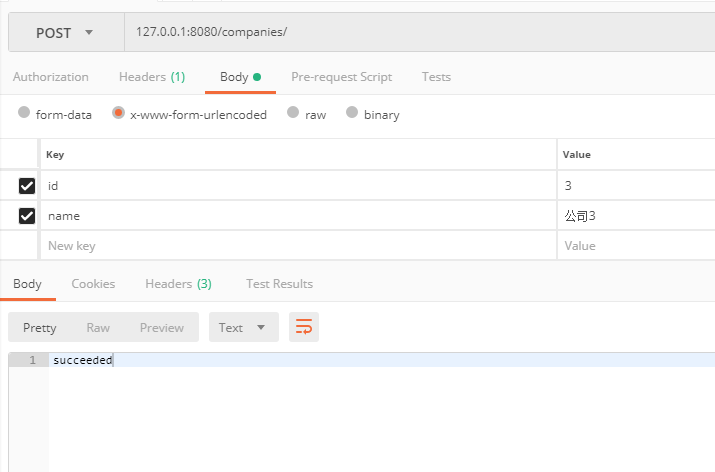 POST 127.0.0.1:8080/companies/
Authorization Headers (1) Body Pre-request Script Tests
form-data x-www-form-urlencoded raw binary
Key Value
id 3
name 公司3
New key Value
Body Cookies Headers (3) Test Results
Pretty Raw Preview Text
1 succeeded